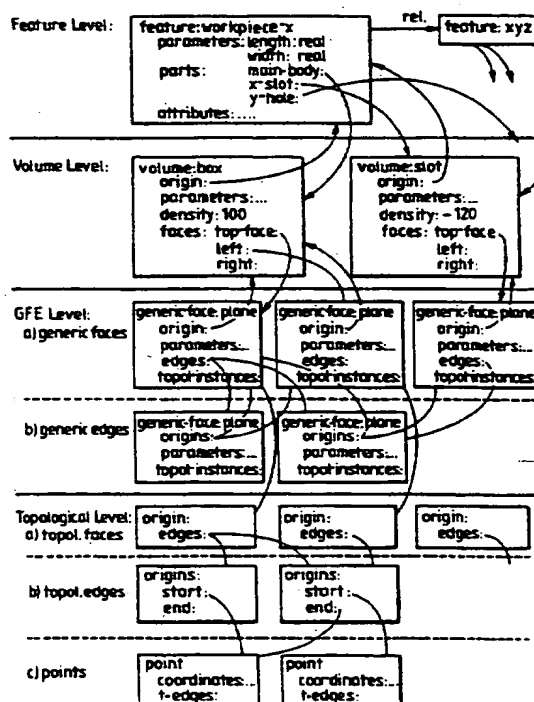 Feature Level:
feature: workpiece-x
parameters: length: real
width: real
parts: main-body:
x-slot:
y-hole:
attributes: .....
rel.
feature: xyz
Volume Level:
volume: box
origin:
parameters:...
density: 100
faces: top-face
left:
right:
volume: slot
origin:
parameters:...
density: -120
faces: top-face
left:
right:
GFE Level:
a) generic faces
generic-face: plane
origin:
parameters:...
edges:
topol-instances:
generic-face: plane
origin:
parameters:...
edges:
topol-instances:
generic-face: plane
origin:
parameters:...
edges:
topol-instances:
b) generic edges
generic-face: plane
origins:
parameters:...
topol-instances:
generic-face: plane
origins:
parameters:...
topol-instances:
Topological Level:
a) topol. faces
origin:
edges:
origin:
edges:
origin:
edges:
b) topol. edges
origins:
start:
end:
origins:
start:
end:
c) points
point
coordinates:...
t-edges:
point
coordinates:...
t-edges: